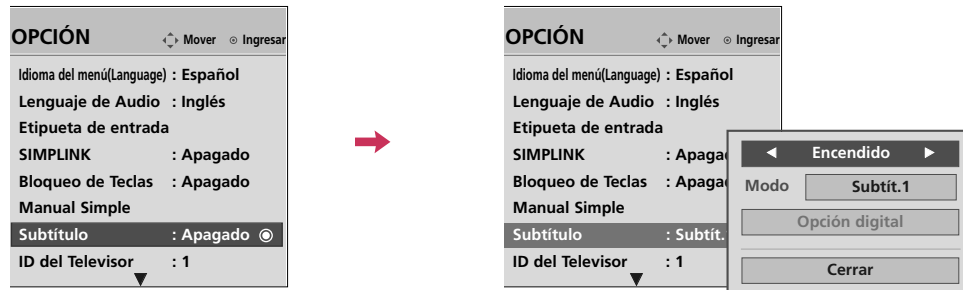 OPCIÓN Mover Ingresar
Idioma del menú(Language) : Español
Lenguaje de Audio : Inglés
Etipueta de entrada
SIMPLINK : Apagado
Bloqueo de Teclas : Apagado
Manual Simple
Subtítulo : Apagado
ID del Televisor : 1
OPCIÓN Mover Ingresar
Idioma del menú(Language) : Español
Lenguaje de Audio : Inglés
Etipueta de entrada
SIMPLINK : Apaga
Bloqueo de Teclas : Apaga
Manual Simple
Subtítulo : Subtít.
ID del Televisor : 1
Encendido
Modo Subtít.1
Opción digital
Cerrar